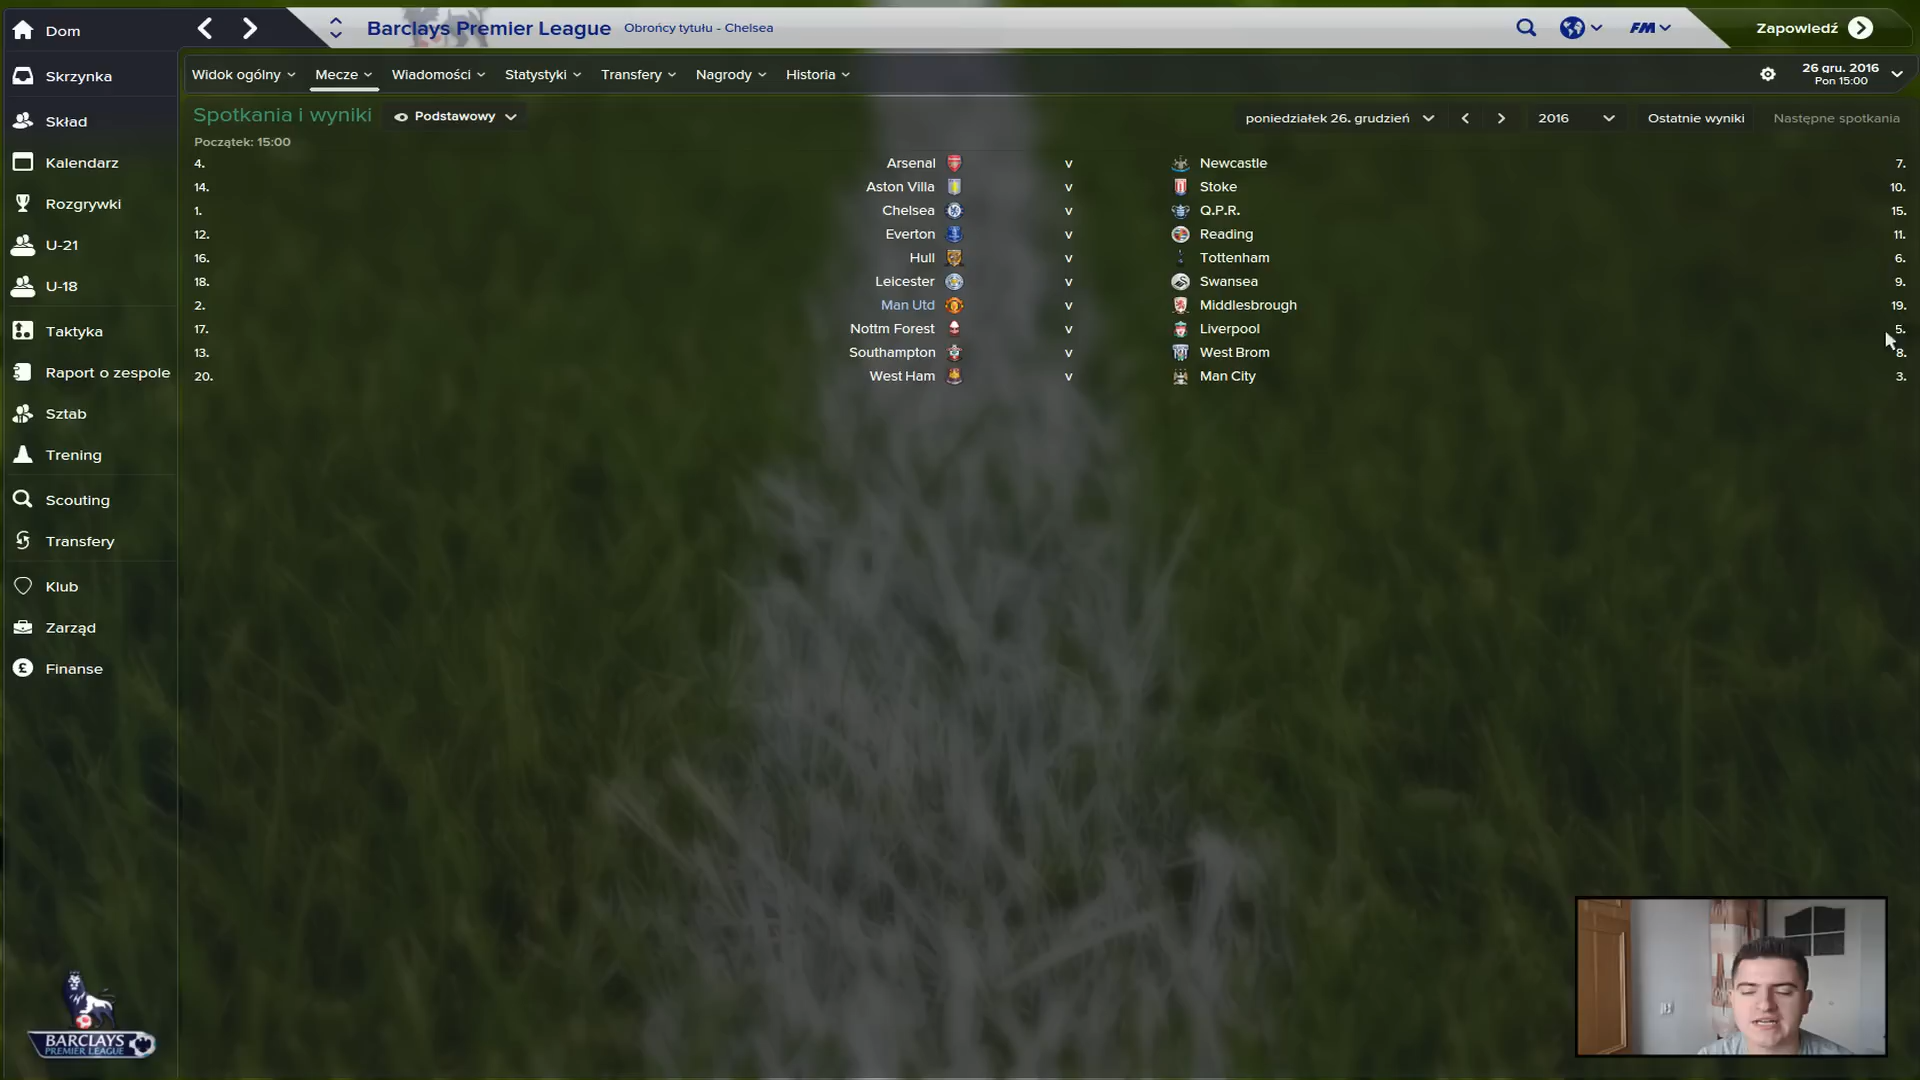 Dom
Barclays Premier League Obrońcy tytułu - Chelsea FM Zapowiedź
Skrzynka
Widok ogólny Mecze Wiadomości Statystyki Transfery Nagrody Historia 26 gru. 2016
Pon 15:00
Spotkania i wyniki Podstawowy poniedziałek 26. grudzień 2016 Ostatnie wyniki Następne spotkania
Początek: 15:00
4. Arsenal v Newcastle 7.
14. Aston Villa v Stoke 10.
1. Chelsea v Q.P.R. 15.
12. Everton v Reading 11.
16. Hull v Tottenham 6.
18. Leicester v Swansea 9.
2. Man Utd v Middlesbrough 19.
17. Nottm Forest v Liverpool 5.
13. Southampton v West Brom 8.
20. West Ham v Man City 3.
Skład
Kalendarz
Rozgrywki
U-21
U-18
Taktyka
Raport o zespole
Sztab
Trening
Scouting
Transfery
Klub
Zarząd
Finanse
BARCLAYS
PREMIER LEAGUE